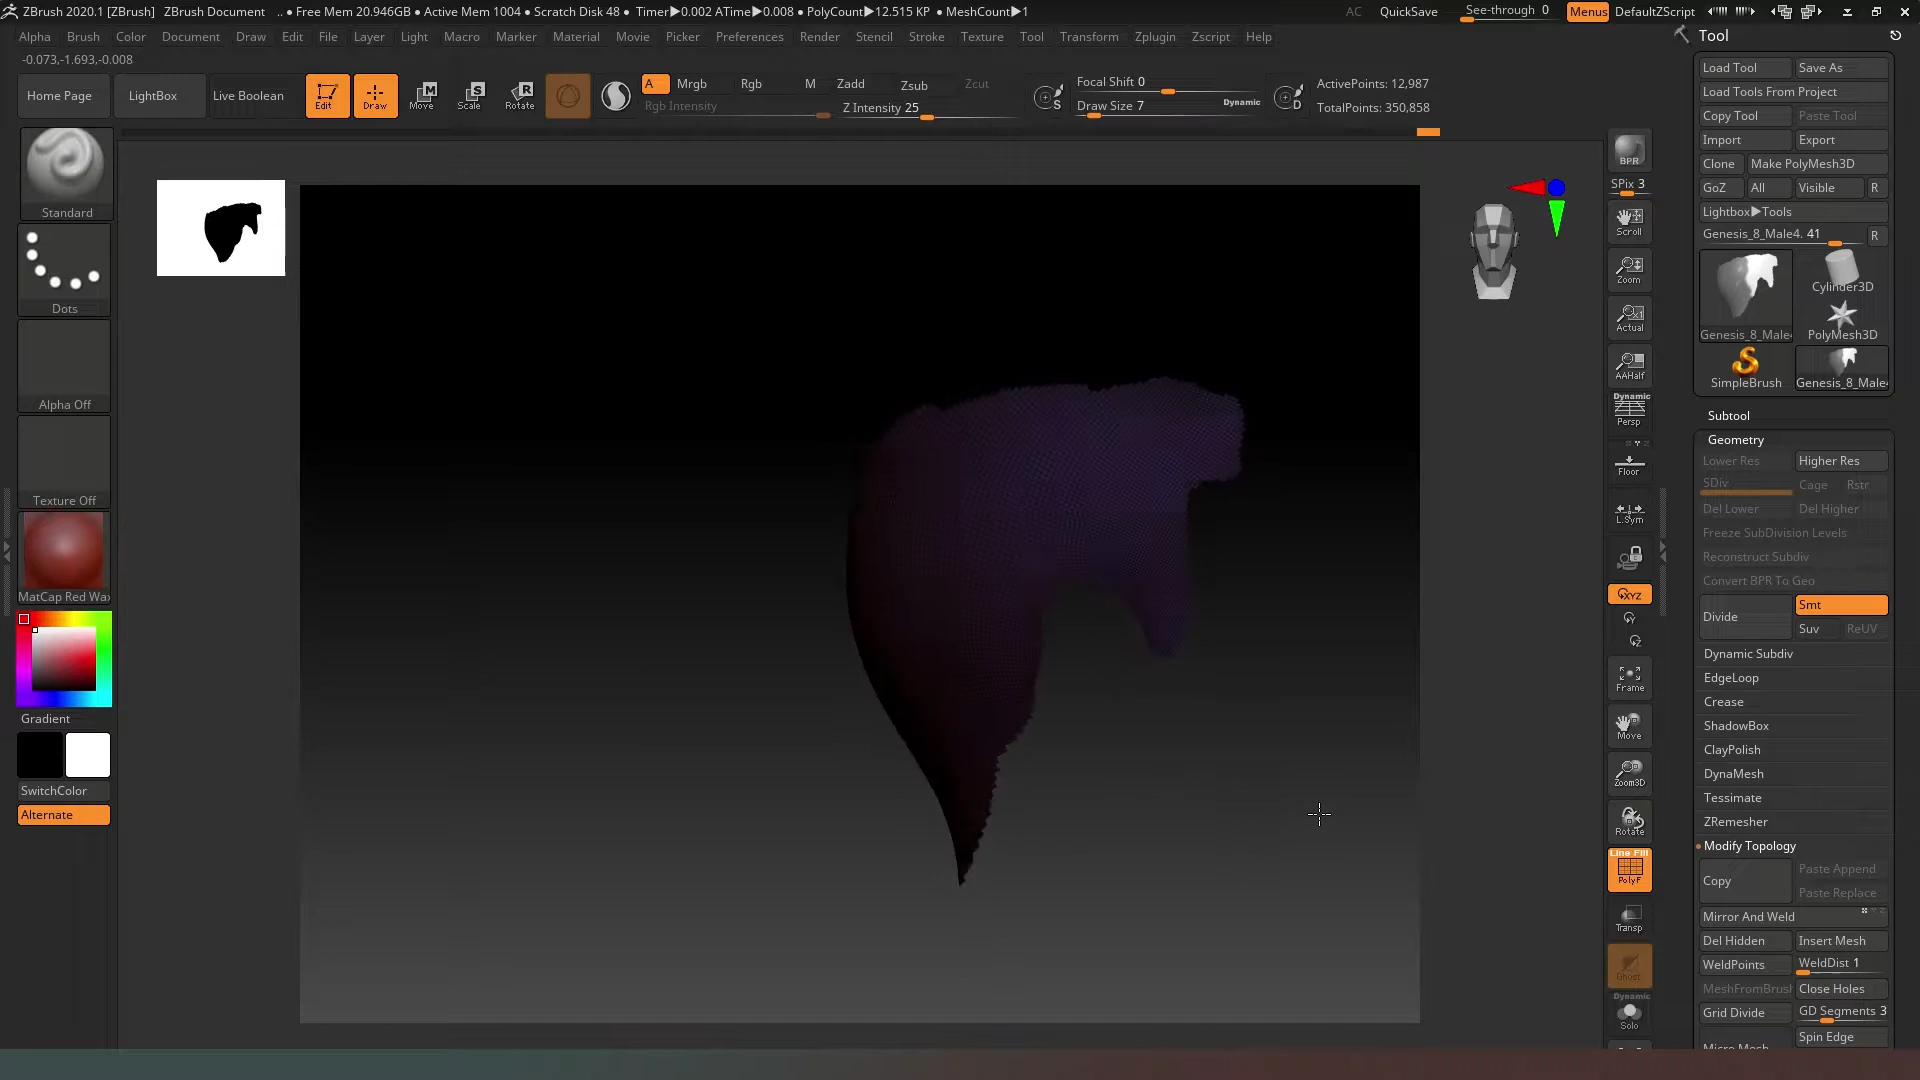 ZBrush 2020.1 [ZBrush] ZBrush Document .. • Free Mem 20.946GB • Active Mem 1004 • Scratch Disk 48 • Timer▶0.002 ATime▶0.008 • PolyCount▶12.515 KP • MeshCount▶1 AC QuickSave See-through 0 Menus DefaultZScript
Alpha Brush Color Document Draw Edit File Layer Light Macro Marker Material Movie Picker Preferences Render Stencil Stroke Texture Tool Transform Zplugin Zscript Help
Tool
-0.073,-1.693,-0.008
Home Page LightBox Live Boolean Edit Draw Move Scale Rotate
A Mrgb Rgb M Zadd Zsub Zcut
Rgb Intensity Z Intensity 25
Focal Shift 0
Draw Size 7 Dynamic
ActivePoints: 12,987
TotalPoints: 350,858
Standard
Dots
Alpha Off
Texture Off
MatCap Red Wax
Gradient
SwitchColor
Alternate
BPR
SPix 3
Scroll
Zoom
Actual
AAHalf
Dynamic
Persp
Floor
L.Sym
XYZ
Frame
Move
Zoom3D
Rotate
Line Fill
PolyF
Transp
Ghost
Dynamic
Solo
Load Tool Save As
Load Tools From Project
Copy Tool Paste Tool
Import Export
Clone Make PolyMesh3D
GoZ All Visible R
Lightbox▶Tools
Genesis_8_Male4. 41 R
Genesis_8_Male4 Cylinder3D
PolyMesh3D
SimpleBrush Genesis_8_Male4
Subtool
Geometry
Lower Res Higher Res
SDiv Cage Rstr
Del Lower Del Higher
Freeze SubDivision Levels
Reconstruct Subdiv
Convert BPR To Geo
Divide Smt
Suv ReUV
Dynamic Subdiv
EdgeLoop
Crease
ShadowBox
ClayPolish
DynaMesh
Tessimate
ZRemesher
Modify Topology
Copy Paste Append
Paste Replace
Mirror And Weld
Del Hidden Insert Mesh
WeldPoints WeldDist 1
MeshFromBrush Close Holes
Grid Divide GD Segments 3
Micro Mesh Spin Edge